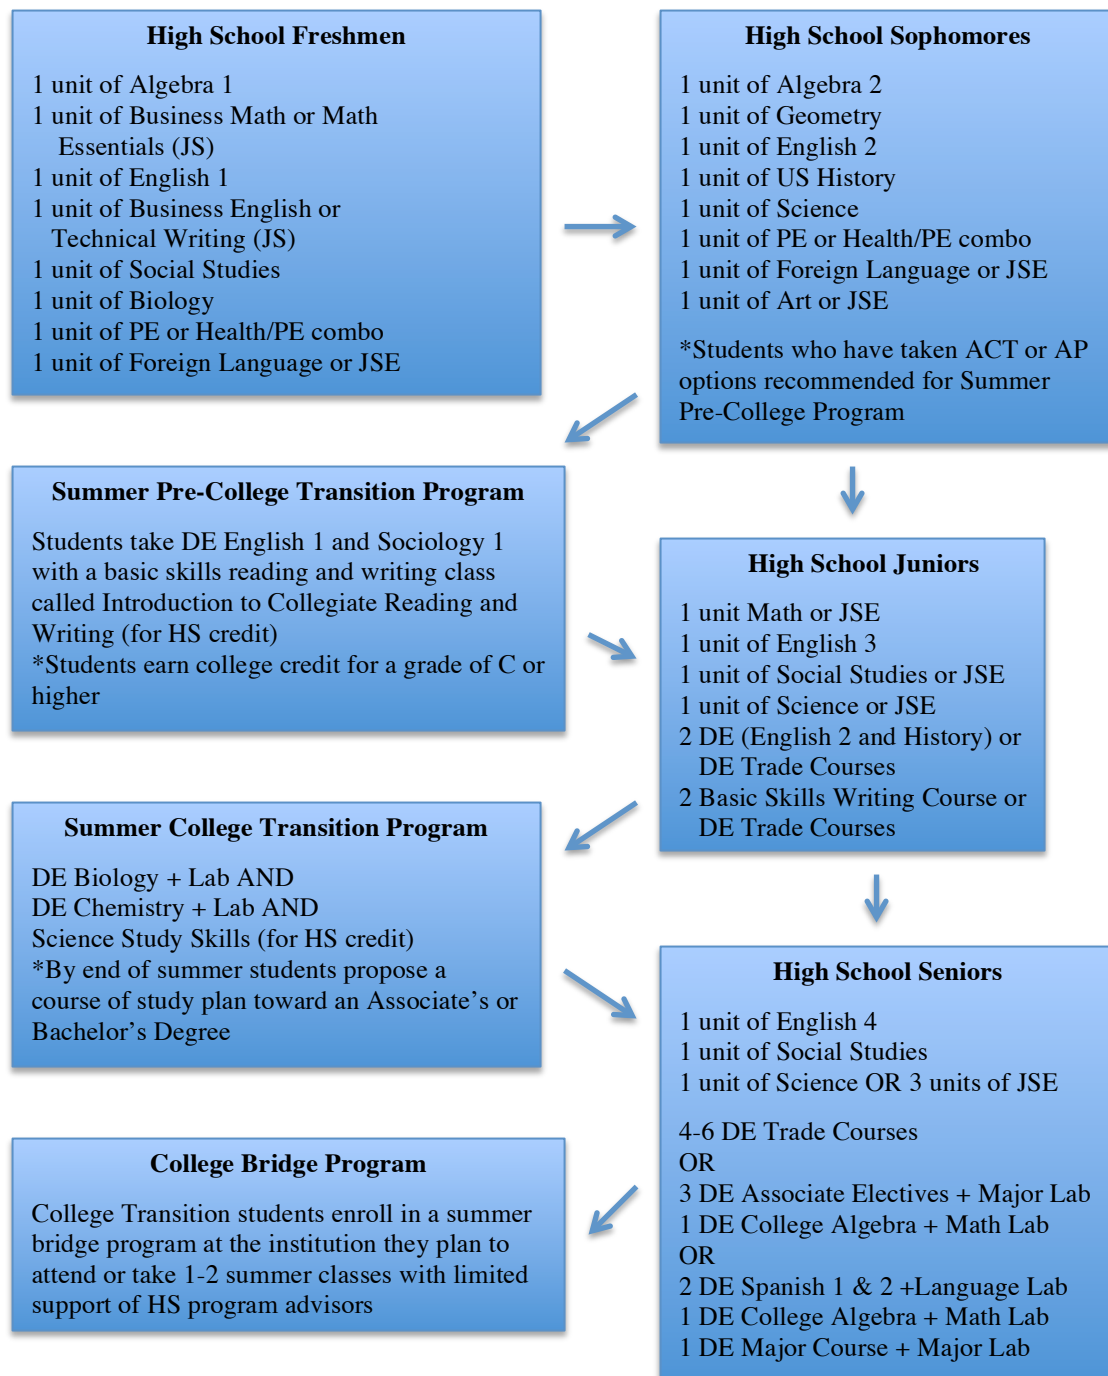 High School Freshmen
1 unit of Algebra 1
1 unit of Business Math or Math
Essentials (JS)
1 unit of English 1
1 unit of Business English or
Technical Writing (JS)
1 unit of Social Studies
1 unit of Biology
1 unit of PE or Health/PE combo
1 unit of Foreign Language or JSE
High School Sophomores
1 unit of Algebra 2
1 unit of Geometry
1 unit of English 2
1 unit of US History
1 unit of Science
1 unit of PE or Health/PE combo
1 unit of Foreign Language or JSE
1 unit of Art or JSE
*Students who have taken ACT or AP
options recommended for Summer
Pre-College Program
Summer Pre-College Transition Program
Students take DE English 1 and Sociology 1
with a basic skills reading and writing class
called Introduction to Collegiate Reading and
Writing (for HS credit)
*Students earn college credit for a grade of C or
higher
High School Juniors
1 unit Math or JSE
1 unit of English 3
1 unit of Social Studies or JSE
1 unit of Science or JSE
2 DE (English 2 and History) or
DE Trade Courses
2 Basic Skills Writing Course or
DE Trade Courses
Summer College Transition Program
DE Biology + Lab AND
DE Chemistry + Lab AND
Science Study Skills (for HS credit)
*By end of summer students propose a
course of study plan toward an Associate’s or
Bachelor’s Degree
High School Seniors
1 unit of English 4
1 unit of Social Studies
1 unit of Science OR 3 units of JSE
4-6 DE Trade Courses
OR
3 DE Associate Electives + Major Lab
1 DE College Algebra + Math Lab
OR
2 DE Spanish 1 & 2 +Language Lab
1 DE College Algebra + Math Lab
1 DE Major Course + Major Lab
College Bridge Program
College Transition students enroll in a summer
bridge program at the institution they plan to
attend or take 1-2 summer classes with limited
support of HS program advisors